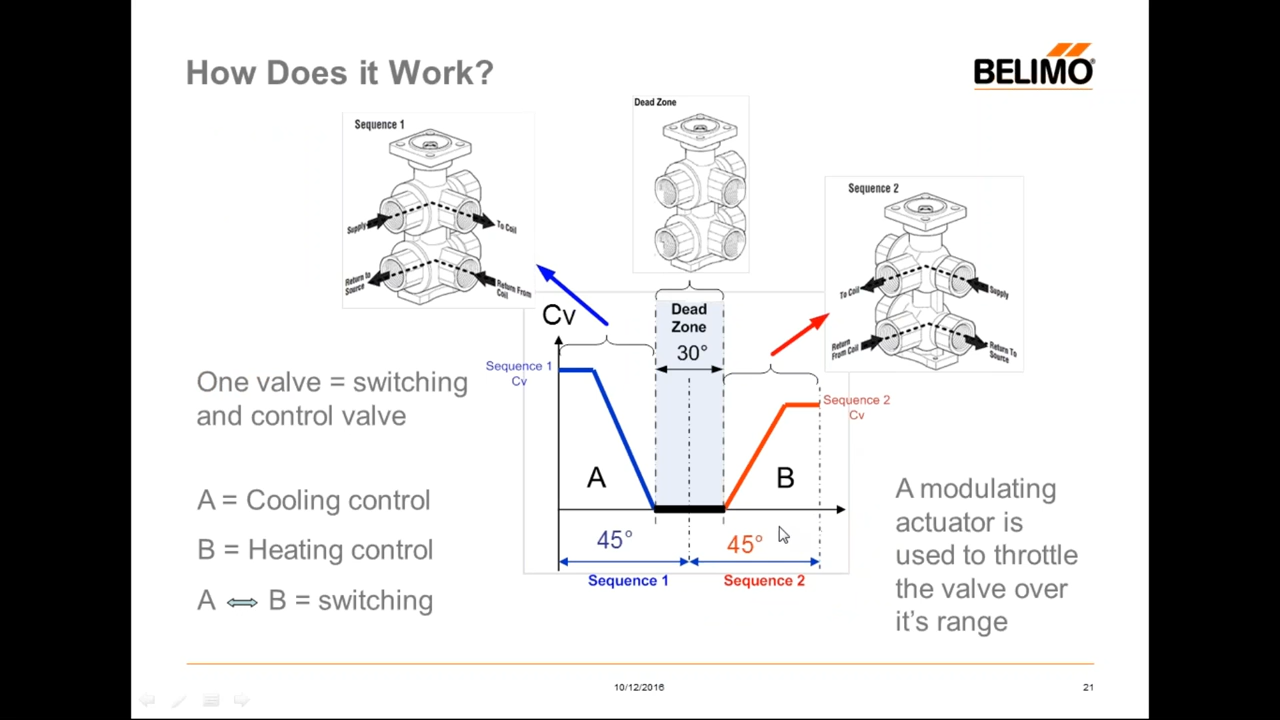 How Does it Work?
BELIMO
Sequence 1
Supply
To Coil
Return to
Source
Return From
Coil
Dead Zone
Sequence 2
To Coil
Supply
Return
From Coil
Return To
Source
Cv
Dead
Zone
30°
Sequence 1
Cv
Sequence 2
Cv
A
B
45°
45°
Sequence 1
Sequence 2
One valve = switching
and control valve
A = Cooling control
B = Heating control
A B = switching
A modulating
actuator is
used to throttle
the valve over
it's range
10/12/2016
21